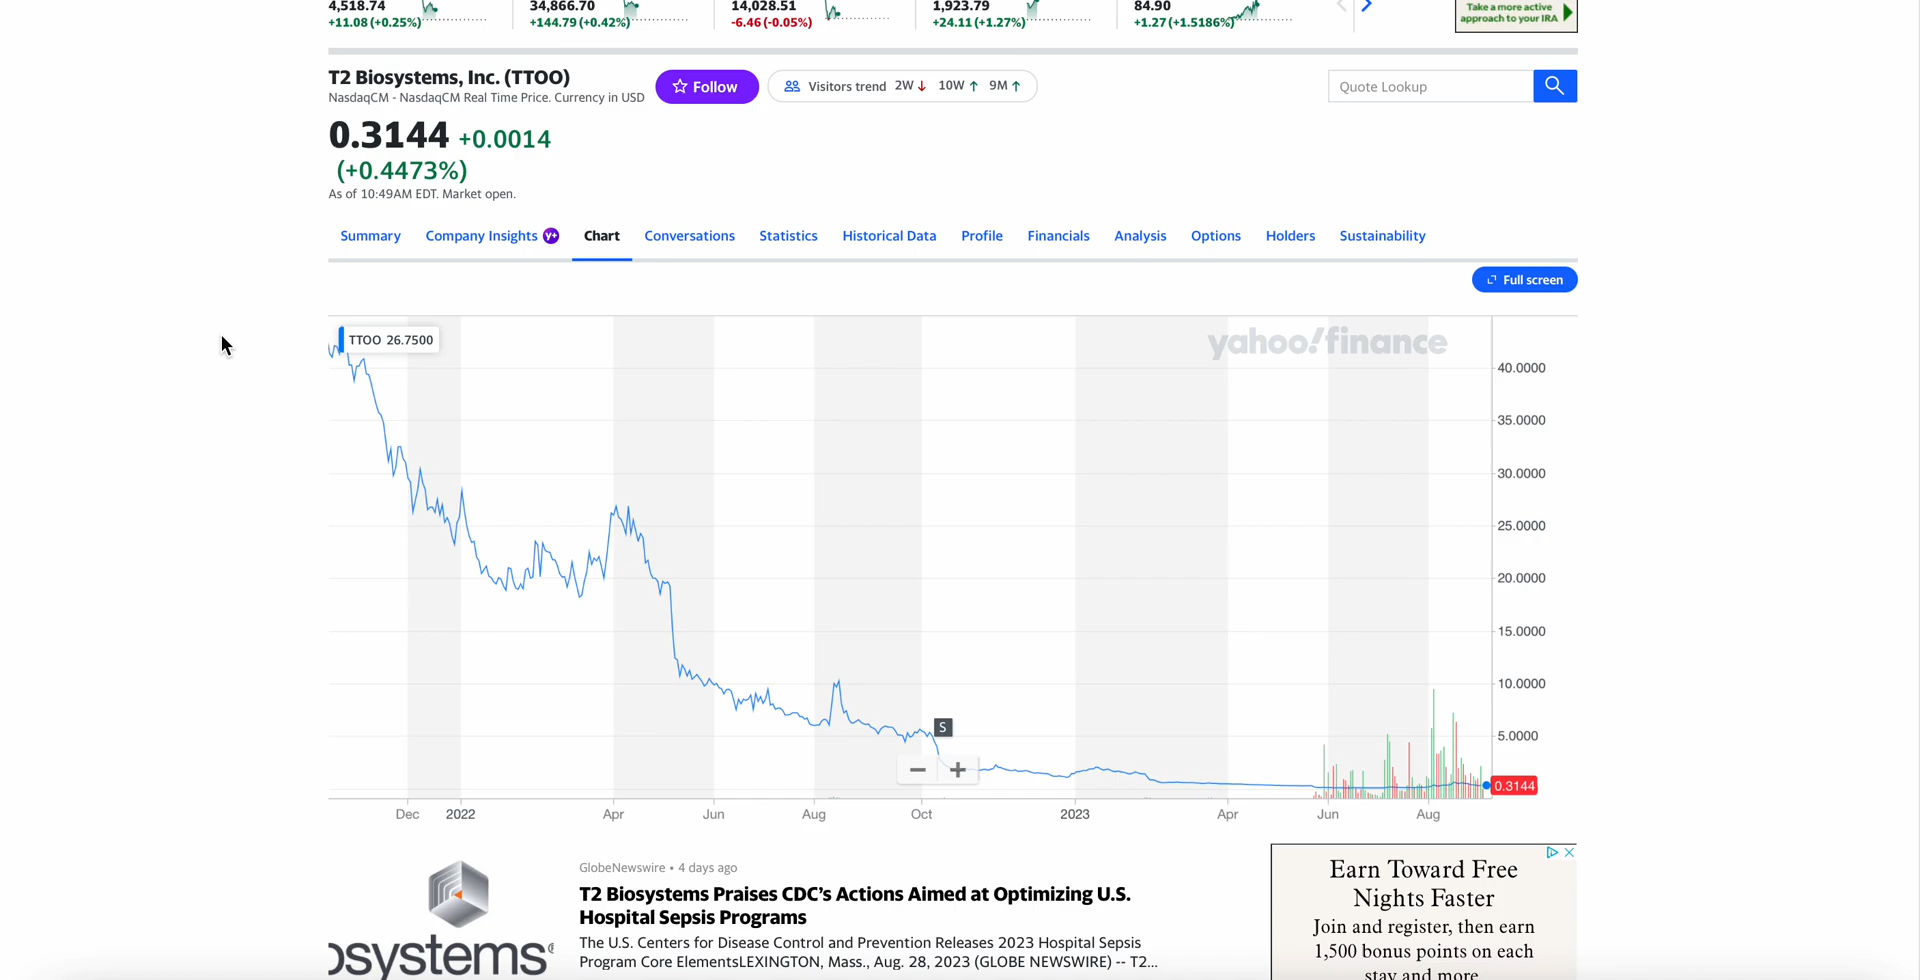 4,518.74
+11.08 (+0.25%)
34,866.70
+144.79 (+0.42%)
14,028.51
-6.46 (-0.05%)
1,923.79
+24.11 (+1.27%)
84.90
+1.27 (+1.5186%)
Take a more active
approach to your IRA
T2 Biosystems, Inc. (TTOO)
NasdaqCM - NasdaqCM Real Time Price. Currency in USD
Follow
Visitors trend 2W 10W 9M
Quote Lookup
0.3144 +0.0014
(+0.4473%)
As of 10:49AM EDT. Market open.
Summary Company Insights Y+ Chart Conversations Statistics Historical Data Profile Financials Analysis Options Holders Sustainability
Full screen
TTOO 26.7500
yahoo!finance
40.0000
35.0000
30.0000
25.0000
20.0000
15.0000
10.0000
5.0000
S
0.3144
Dec 2022 Apr Jun Aug Oct 2023 Apr Jun Aug
osystems®
GlobeNewswire • 4 days ago
T2 Biosystems Praises CDC’s Actions Aimed at Optimizing U.S.
Hospital Sepsis Programs
The U.S. Centers for Disease Control and Prevention Releases 2023 Hospital Sepsis
Program Core ElementsLEXINGTON, Mass., Aug. 28, 2023 (GLOBE NEWSWIRE) -- T2...
Earn Toward Free
Nights Faster
Join and register, then earn
1,500 bonus points on each
stay and more